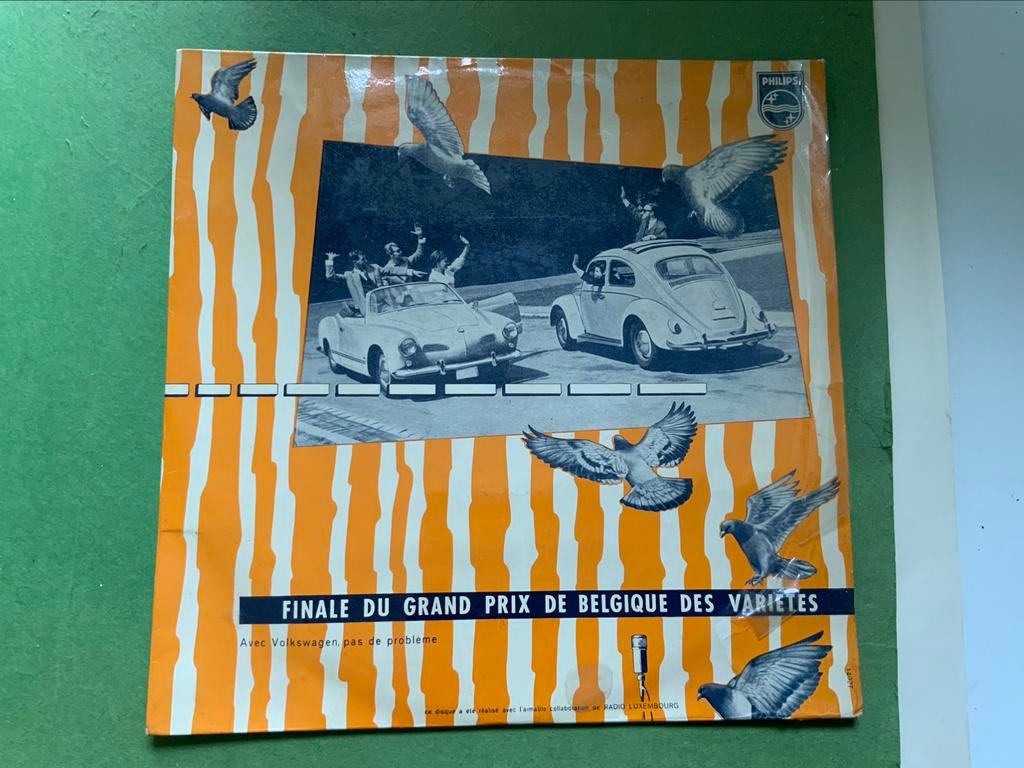 PHILIPS
FINALE DU GRAND PRIX DE BELGIQUE DES VARIETES
Avec Volkswagen, pas de problème
ce disque a été réalisé avec l'aimable collaboration de RADIO LUXEMBOURG